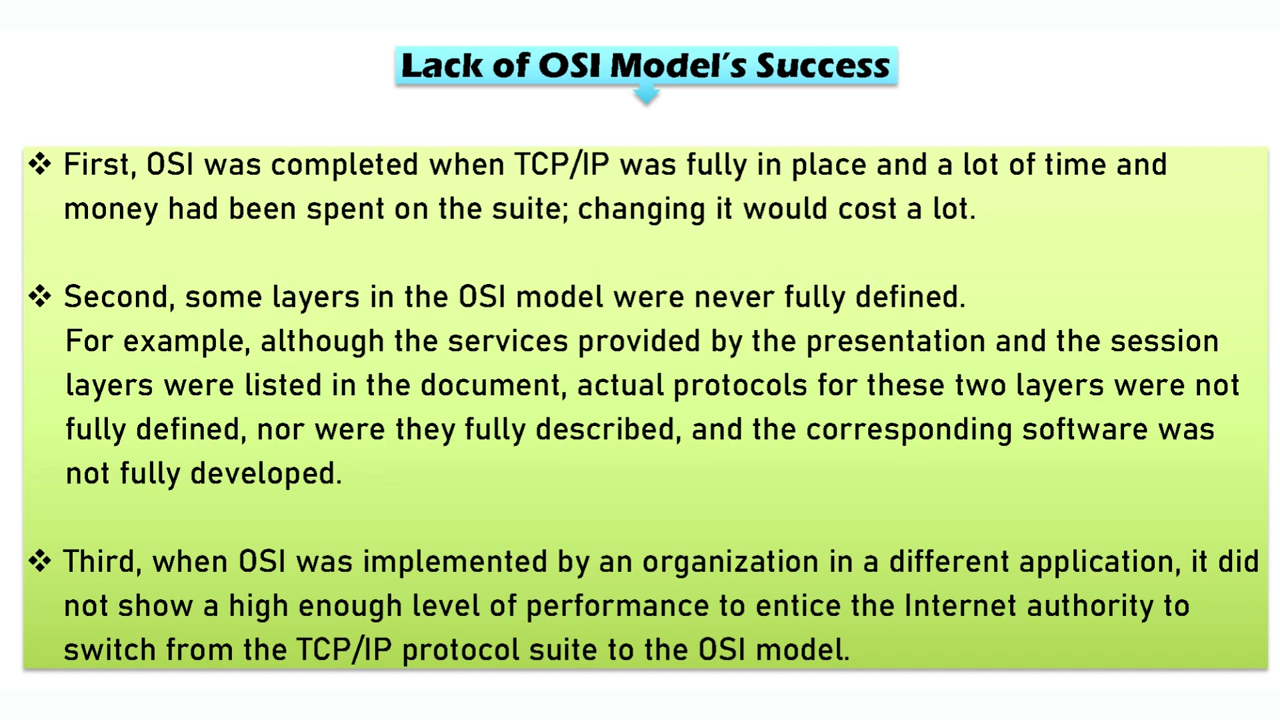 Lack of OSI Model's Success
❖ First, OSI was completed when TCP/IP was fully in place and a lot of time and
money had been spent on the suite; changing it would cost a lot.
❖ Second, some layers in the OSI model were never fully defined.
For example, although the services provided by the presentation and the session
layers were listed in the document, actual protocols for these two layers were not
fully defined, nor were they fully described, and the corresponding software was
not fully developed.
❖ Third, when OSI was implemented by an organization in a different application, it did
not show a high enough level of performance to entice the Internet authority to
switch from the TCP/IP protocol suite to the OSI model.